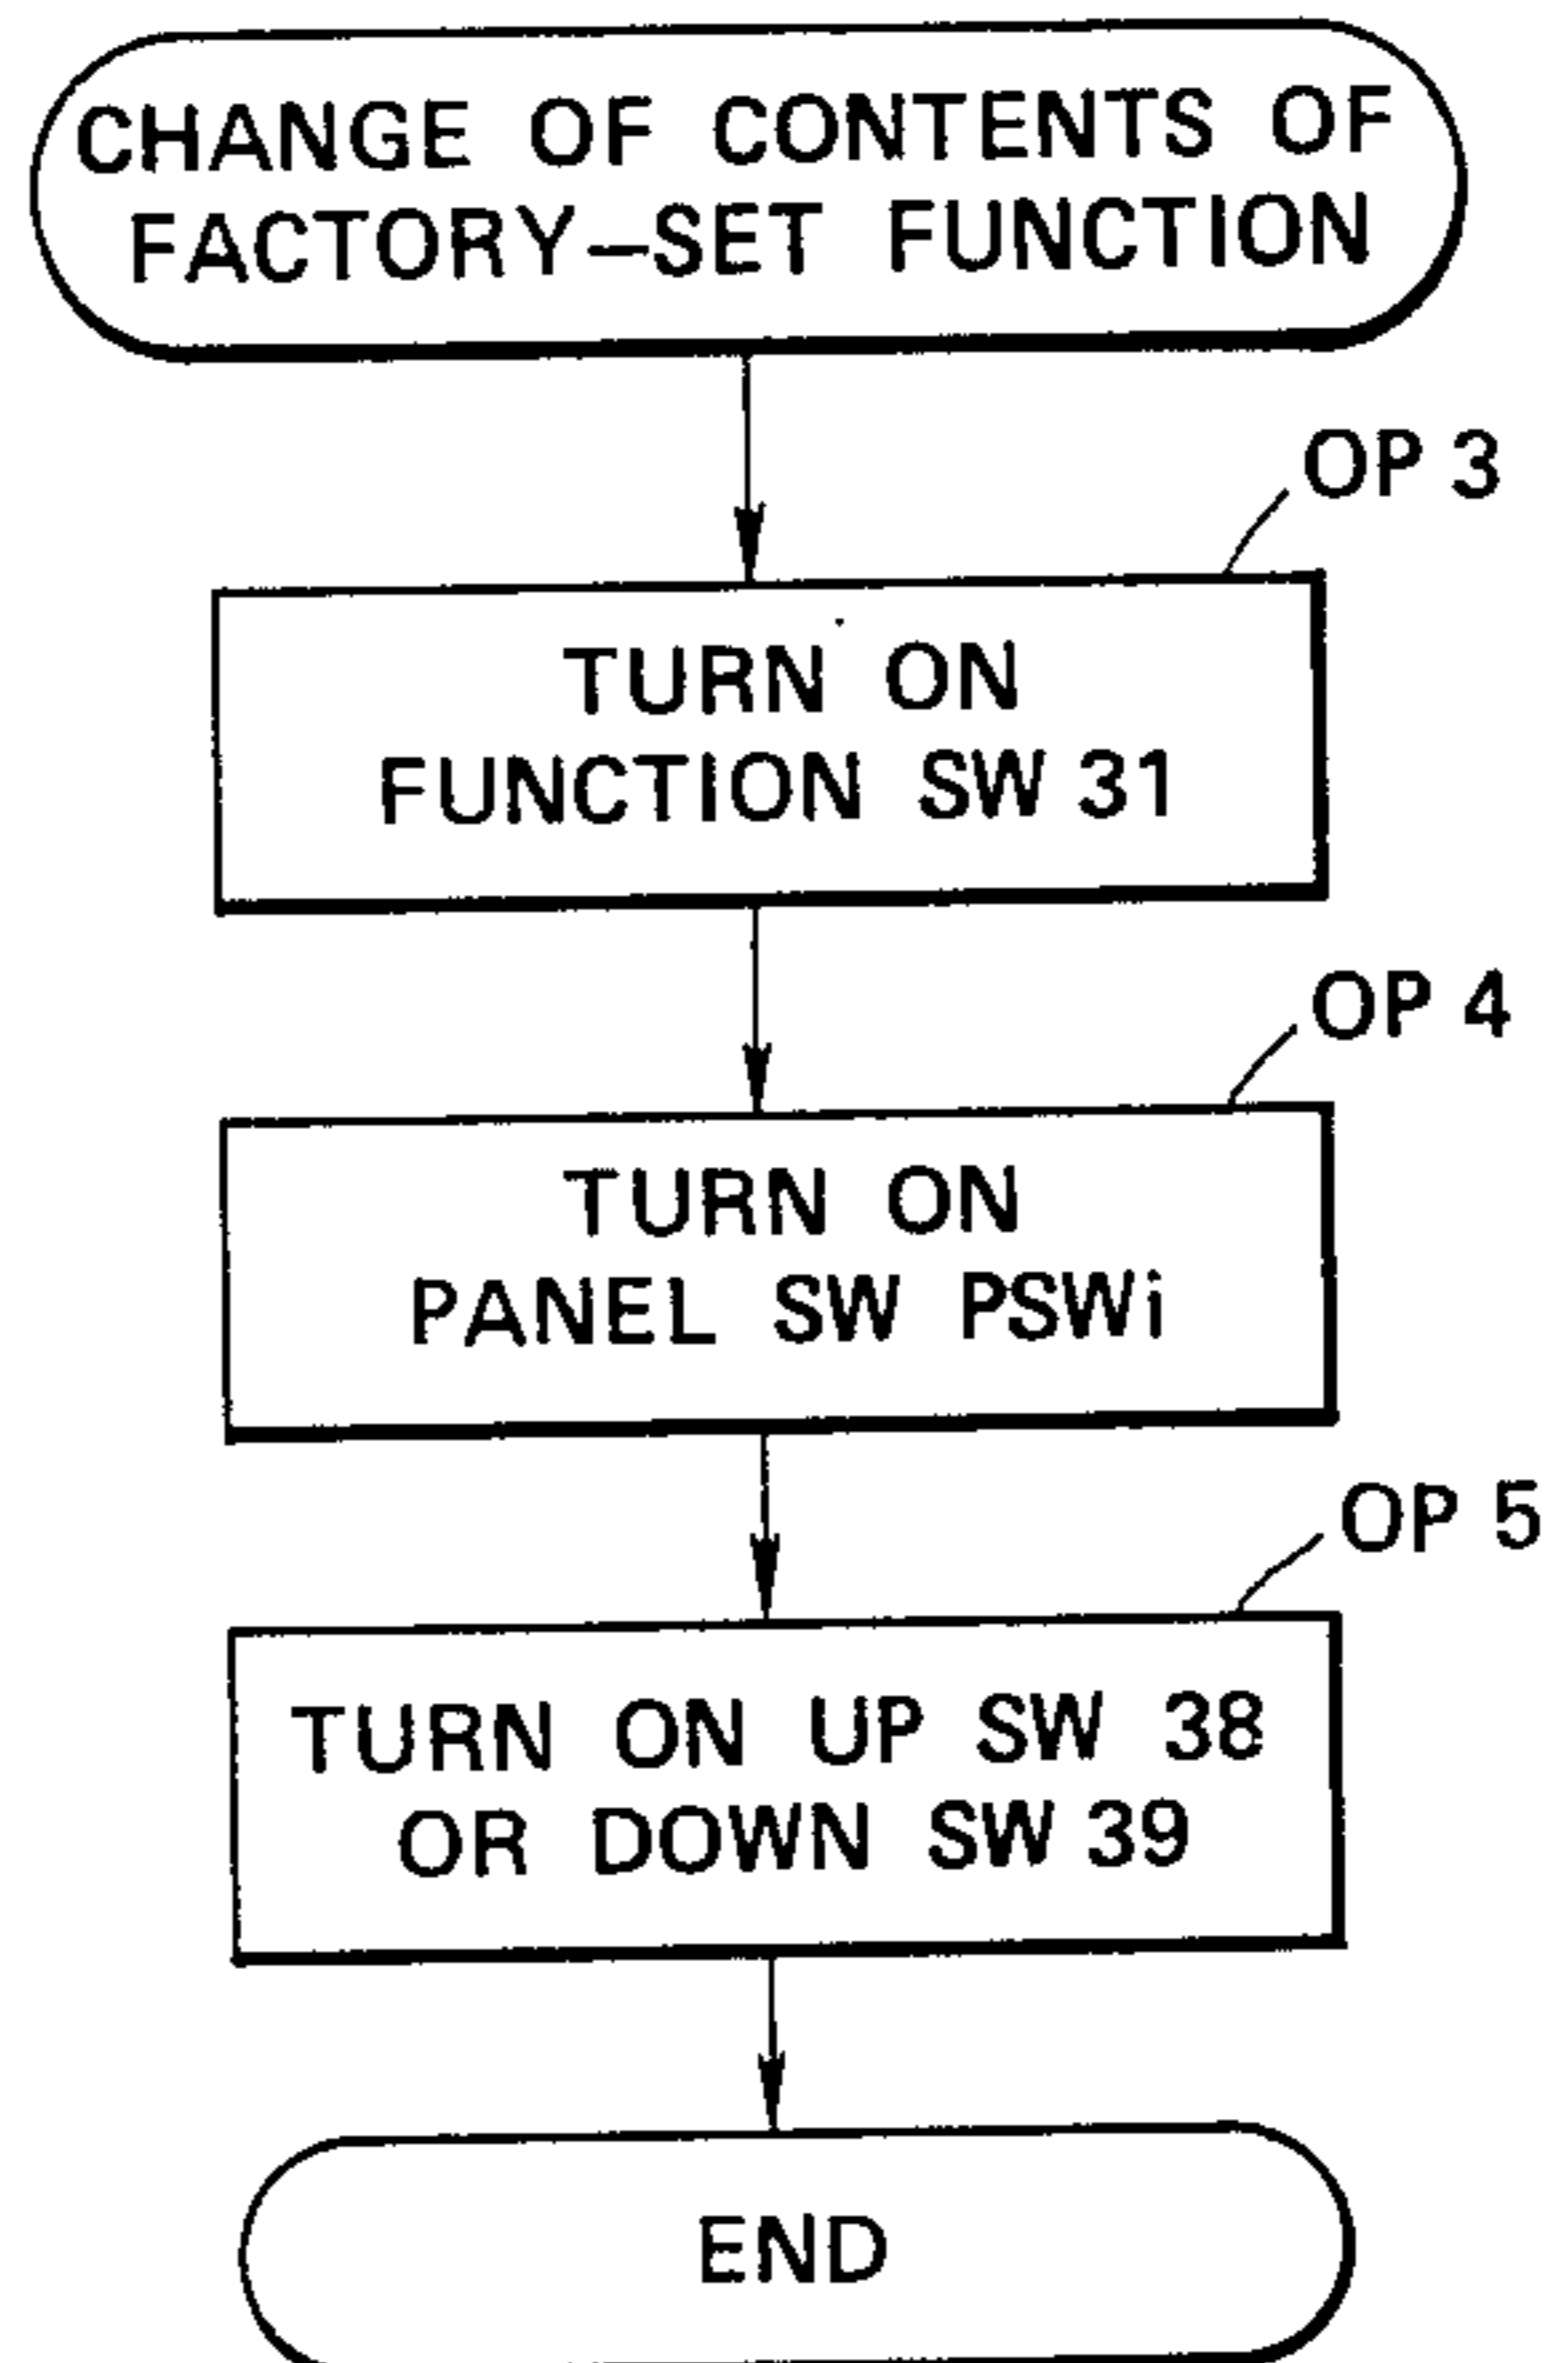 CHANGE OF CONTENTS OF
FACTORY-SET FUNCTION
OP 3
TURN ON
FUNCTION SW 31
OP 4
TURN ON
PANEL SW PSWi
OP 5
TURN ON UP SW 38
OR DOWN SW 39
END